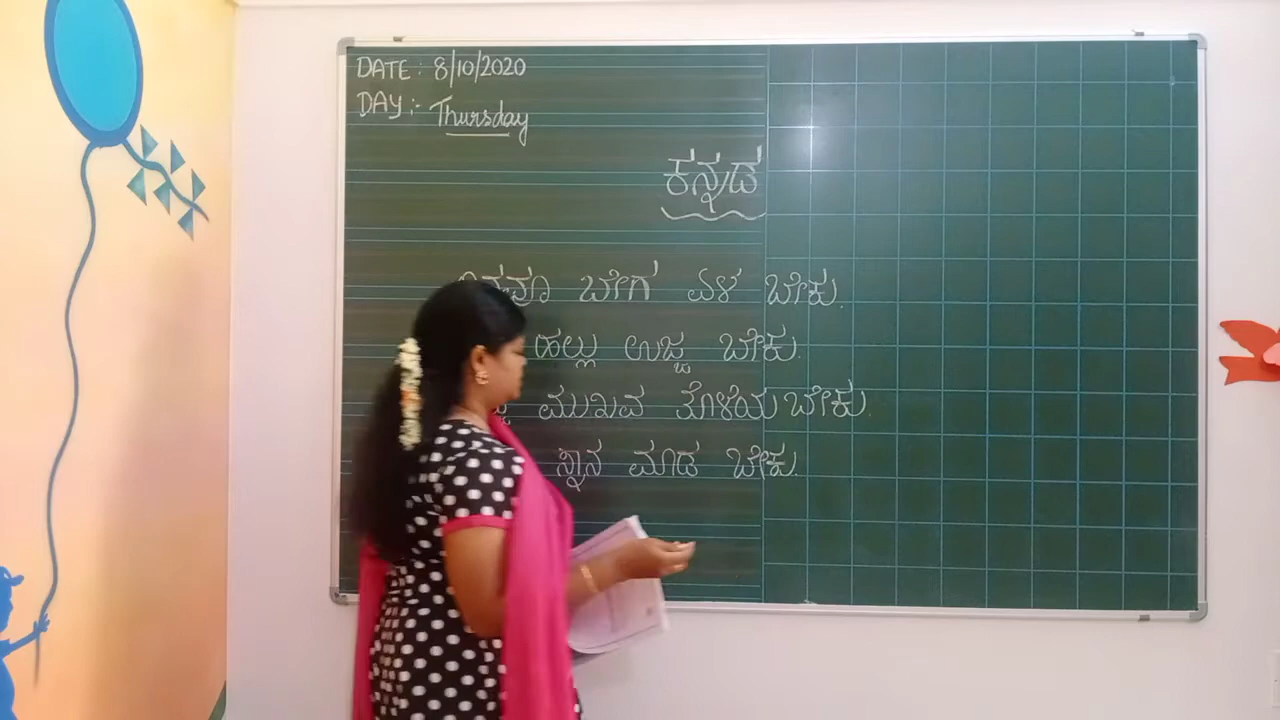 DATE : 8/10/2020
DAY :- Thursday
ಕನ್ನಡ
ಬೇಗ ಏಳ ಬೇಕು.
ಹಲ್ಲು ಉಜ್ಜ ಬೇಕು.
ಮುಖವ ತೊಳೆಯ ಬೇಕು.
ಸ್ನಾನ ಮಾಡ ಬೇಕು.